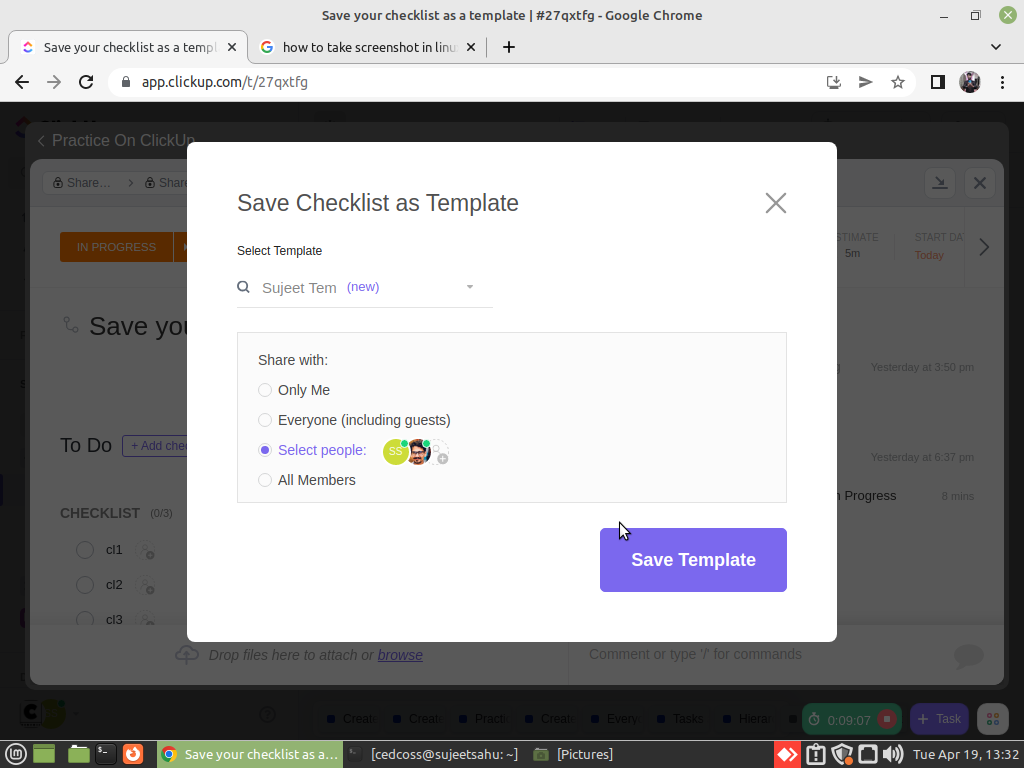 Save your checklist as a template | #27qxtfg - Google Chrome
Save your checklist as a templ
how to take screenshot in linu
app.clickup.com/t/27qxtfg
Practice On ClickUp
Share...
Share
IN PROGRESS
TIMATE
5m
START DA
Today
Save you
Yesterday at 3:50 pm
To Do
+ Add chec
Yesterday at 6:37 pm
n Progress
8 mins
CHECKLIST (0/3)
cl1
cl2
cl3
Save Checklist as Template
Select Template
Sujeet Tem (new)
Share with:
Only Me
Everyone (including guests)
Select people: SS
All Members
Save Template
Drop files here to attach or browse
Comment or type '/' for commands
Creat
Creat
Practi
Creat
Every
Tasks
Hierar
0:09:07
+ Task
Save your checklist as a...
[cedcoss@sujeetsahu: ~]
[Pictures]
Tue Apr 19, 13:32